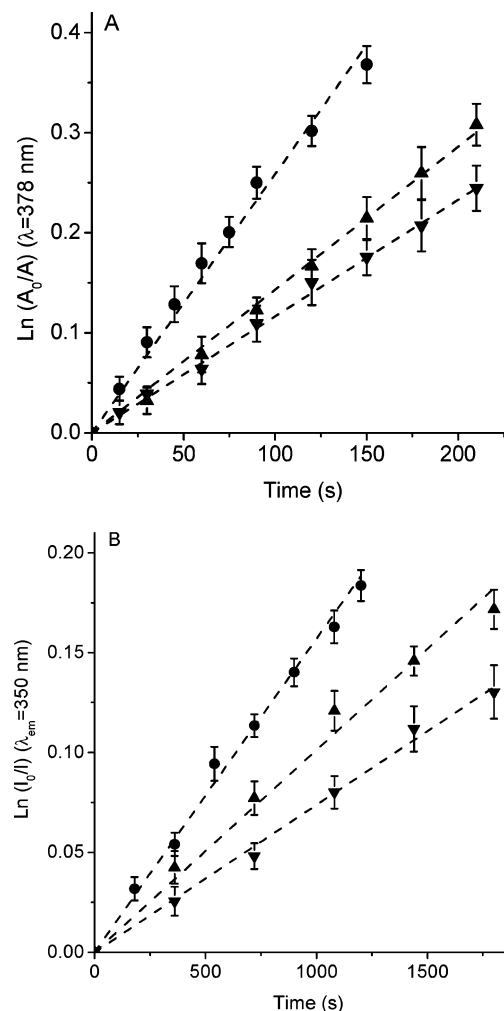 A
0.4
0.3
0.2
0.1
0.0
Ln (A₀/A) (λ=378 nm)
0 50 100 150 200
Time (s)
B
0.20
0.15
0.10
0.05
0.00
Ln (I₀/I) (λem=350 nm)
0 500 1000 1500
Time (s)